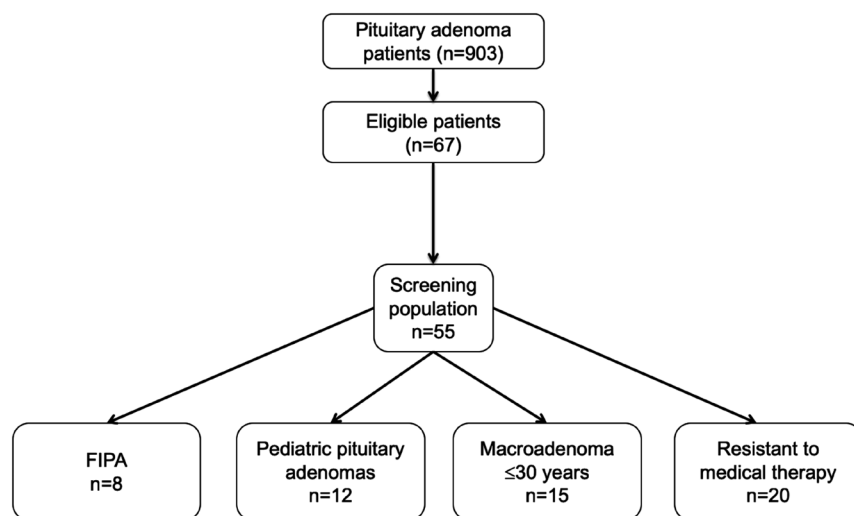 Pituitary adenoma
patients (n=903)
Eligible patients
(n=67)
Screening
population
n=55
FIPA
n=8
Pediatric pituitary
adenomas
n=12
Macroadenoma
≤30 years
n=15
Resistant to
medical therapy
n=20